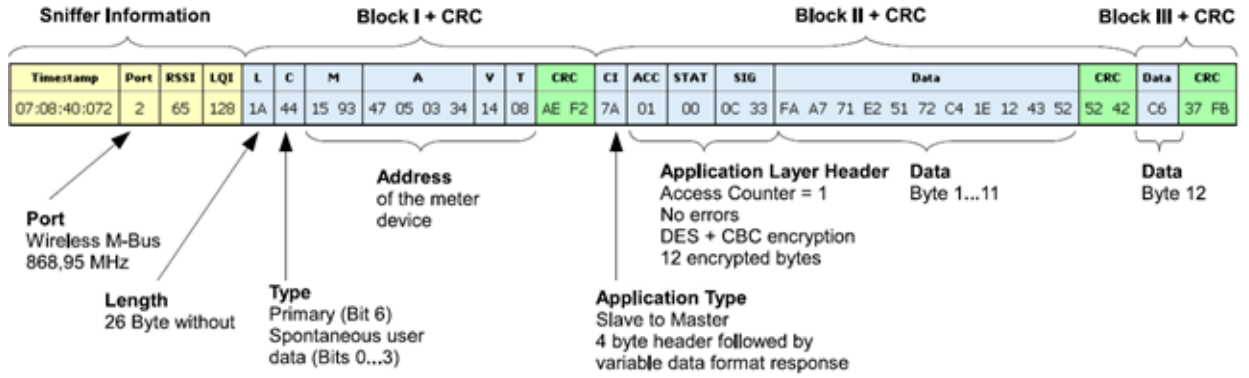 Sniffer Information Block I + CRC Block II + CRC Block III + CRC
Timestamp Port RSSI LQI L C M A V T CRC CI ACC STAT SIG Data CRC Data CRC
07:08:40:072 2 65 128 1A 44 15 93 47 05 03 34 14 08 AE F2 7A 01 00 0C 33 FA A7 71 E2 51 72 C4 1E 12 43 52 52 42 C6 37 FB
Port
Wireless M-Bus
868,95 MHz
Length
26 Byte without
Type
Primary (Bit 6)
Spontaneous user
data (Bits 0...3)
Address
of the meter
device
Application Type
Slave to Master
4 byte header followed by
variable data format response
Application Layer Header
Access Counter = 1
No errors
DES + CBC encryption
12 encrypted bytes
Data
Byte 1...11
Data
Byte 12